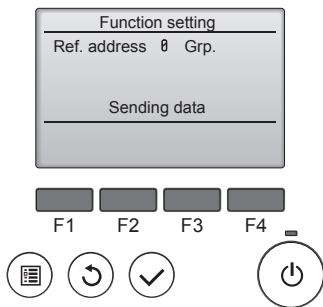 Function setting
Ref. address 0 Grp.
Sending data
F1 F2 F3 F4